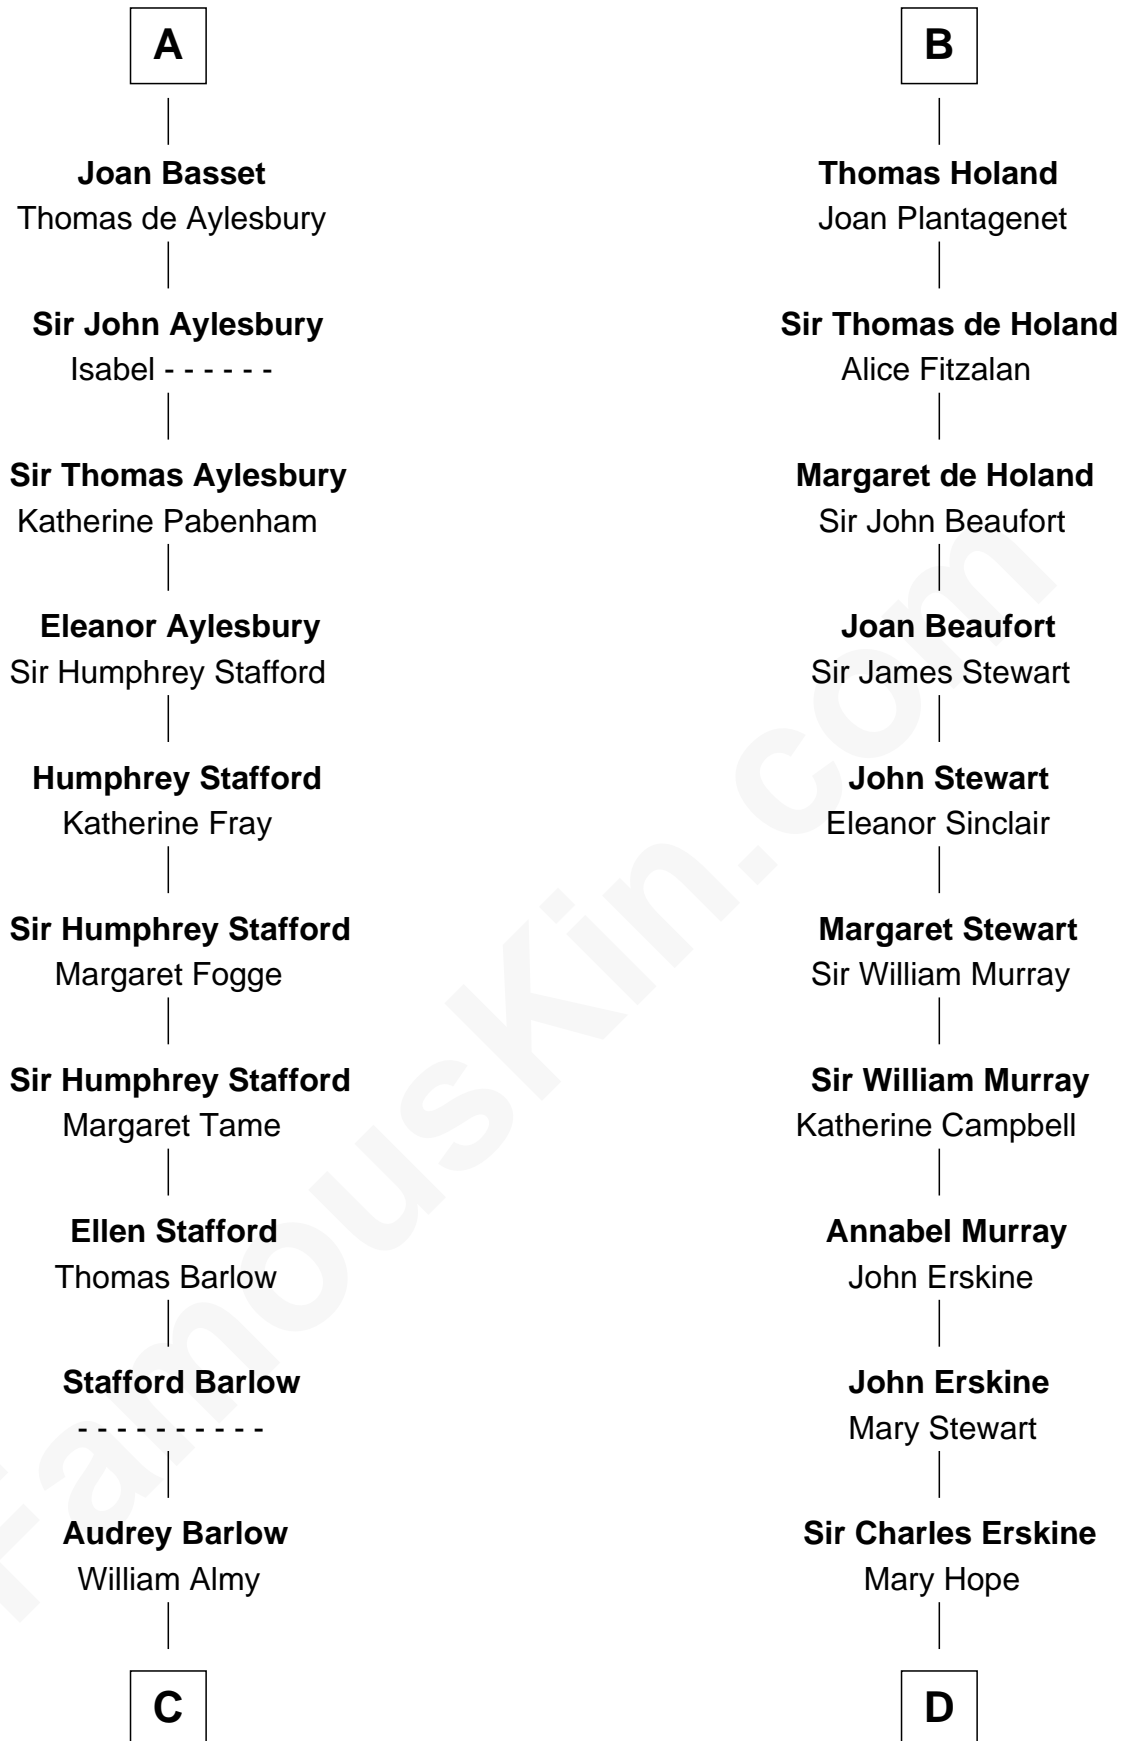 A
Joan Basset
Thomas de Aylesbury
Sir John Aylesbury
Isabel - - - - - -
Sir Thomas Aylesbury
Katherine Pabenham
Eleanor Aylesbury
Sir Humphrey Stafford
Humphrey Stafford
Katherine Fray
Sir Humphrey Stafford
Margaret Fogge
Sir Humphrey Stafford
Margaret Tame
Ellen Stafford
Thomas Barlow
Stafford Barlow
- - - - - - - - - -
Audrey Barlow
William Almy
C
B
Thomas Holand
Joan Plantagenet
Sir Thomas de Holand
Alice Fitzalan
Margaret de Holand
Sir John Beaufort
Joan Beaufort
Sir James Stewart
John Stewart
Eleanor Sinclair
Margaret Stewart
Sir William Murray
Sir William Murray
Katherine Campbell
Annabel Murray
John Erskine
John Erskine
Mary Stewart
Sir Charles Erskine
Mary Hope
D
FamousKin.com